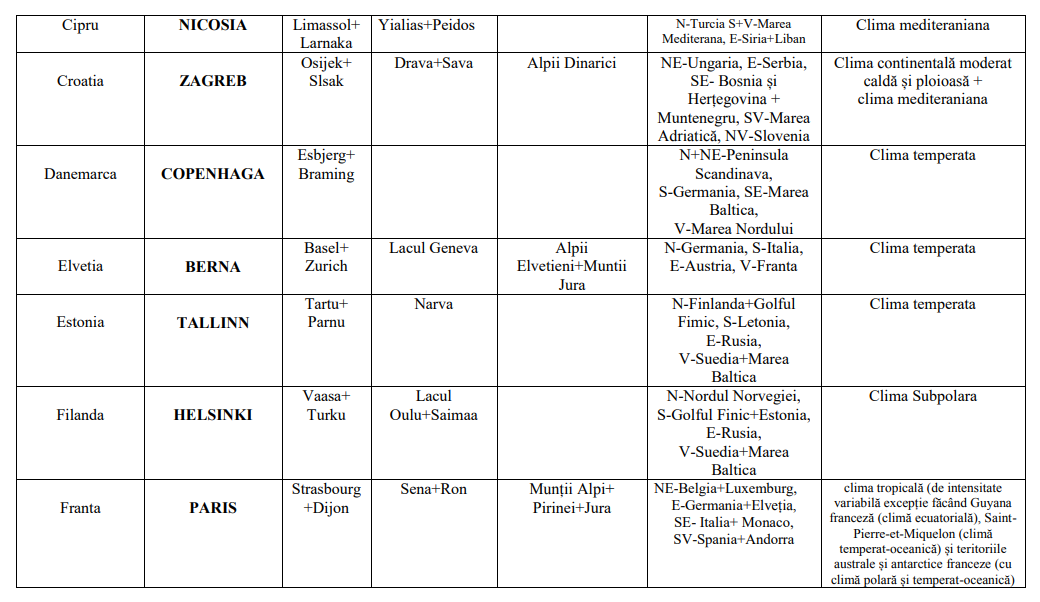 Cipru
NICOSIA
Limassol+
Larnaka
Yialias+Peidos
N-Turcia S+V-Marea
Mediterana, E-Siria+Liban
Clima mediteraniana
Croatia
ZAGREB
Osijek+
Slsak
Drava+Sava
Alpii Dinarici
NE-Ungaria, E-Serbia,
SE- Bosnia și
Herțegovina +
Muntenegru, SV-Marea
Adriatică, NV-Slovenia
Clima continentală moderat
caldă și ploioasă +
clima mediteraniana
Danemarca
COPENHAGA
Esbjerg+
Braming
N+NE-Peninsula
Scandinava,
S-Germania, SE-Marea
Baltica,
V-Marea Nordului
Clima temperata
Elvetia
BERNA
Basel+
Zurich
Lacul Geneva
Alpii
Elvetieni+Muntii
Jura
N-Germania, S-Italia,
E-Austria, V-Franta
Clima temperata
Estonia
TALLINN
Tartu+
Parnu
Narva
N-Finlanda+Golful
Fimic, S-Letonia,
E-Rusia,
V-Suedia+Marea
Baltica
Clima temperata
Filanda
HELSINKI
Vaasa+
Turku
Lacul
Oulu+Saimaa
N-Nordul Norvegiei,
S-Golful Finic+Estonia,
E-Rusia,
V-Suedia+Marea
Baltica
Clima Subpolara
Franta
PARIS
Strasbourg
+Dijon
Sena+Ron
Munții Alpi+
Pirinei+Jura
NE-Belgia+Luxemburg,
E-Germania+Elveția,
SE- Italia+ Monaco,
SV-Spania+Andorra
clima tropicală (de intensitate
variabilă excepție făcând Guyana
franceză (climă ecuatorială), Saint-
Pierre-et-Miquelon (climă
temperat-oceanică) și teritoriile
australe și antarctice franceze (cu
climă polară și temperat-oceanică)